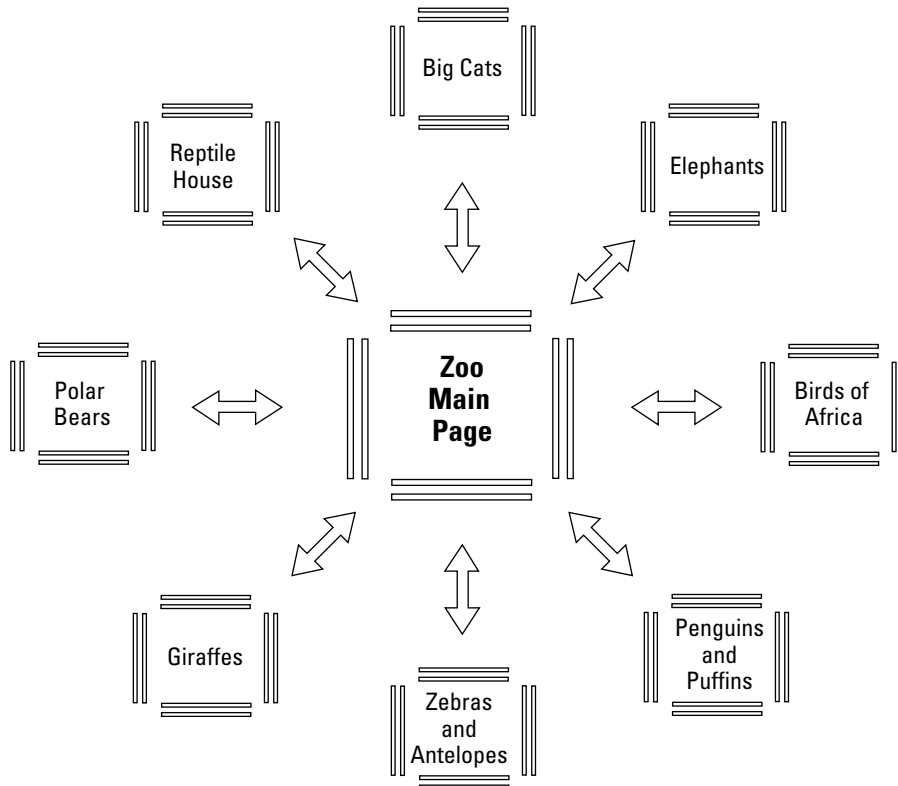 Big Cats
Reptile
House
Elephants
Zoo
Main
Page
Polar
Bears
Birds of
Africa
Giraffes
Penguins
and
Puffins
Zebras
and
Antelopes